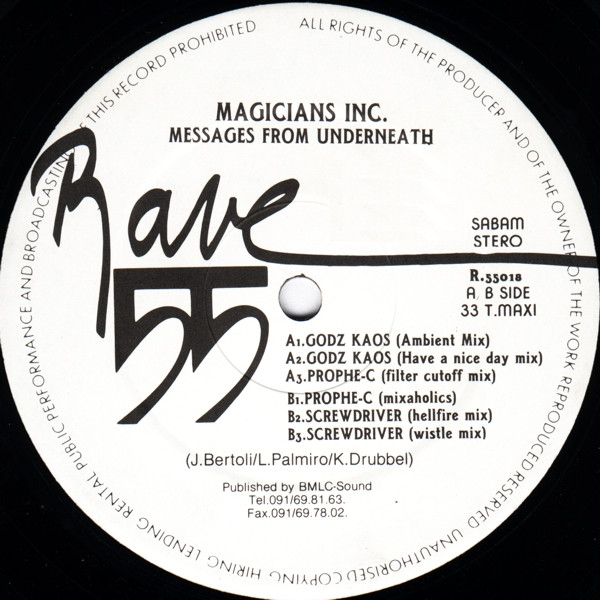 ALL RIGHTS OF THE PRODUCER AND OF THE OWNER OF THE WORK REPRODUCED RESERVED UNAUTHORISED COPYING HIRING LENDING RENTAL PUBLIC PERFORMANCE AND BROADCASTING OF THIS RECORD PROHIBITED
MAGICIANS INC.
MESSAGES FROM UNDERNEATH
Rave
55
SABAM
STERO
R.55018
A, B SIDE
33 T.MAXI
A1.GODZ KAOS (Ambient Mix)
A2.GODZ KAOS (Have a nice day mix)
A3.PROPHE-C (filter cutoff mix)
B1.PROPHE-C (mixaholics)
B2.SCREWDRIVER (hellfire mix)
B3.SCREWDRIVER (wistle mix)
(J.Bertoli/L.Palmiro/K.Drubbel)
Published by BMLC-Sound
Tel.091/69.81.63.
Fax.091/69.78.02.